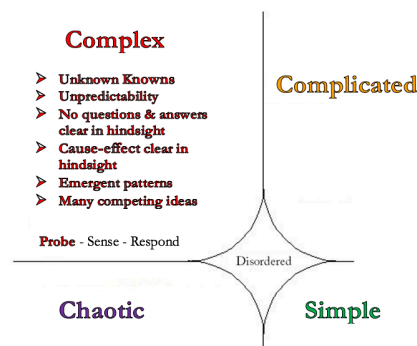 Complex
Complicated
➢ Unknown Knowns
➢ Unpredictability
➢ No questions & answers
clear in hindsight
➢ Cause-effect clear in
hindsight
➢ Emergent patterns
➢ Many competing ideas
Probe - Sense - Respond
Disordered
Chaotic
Simple